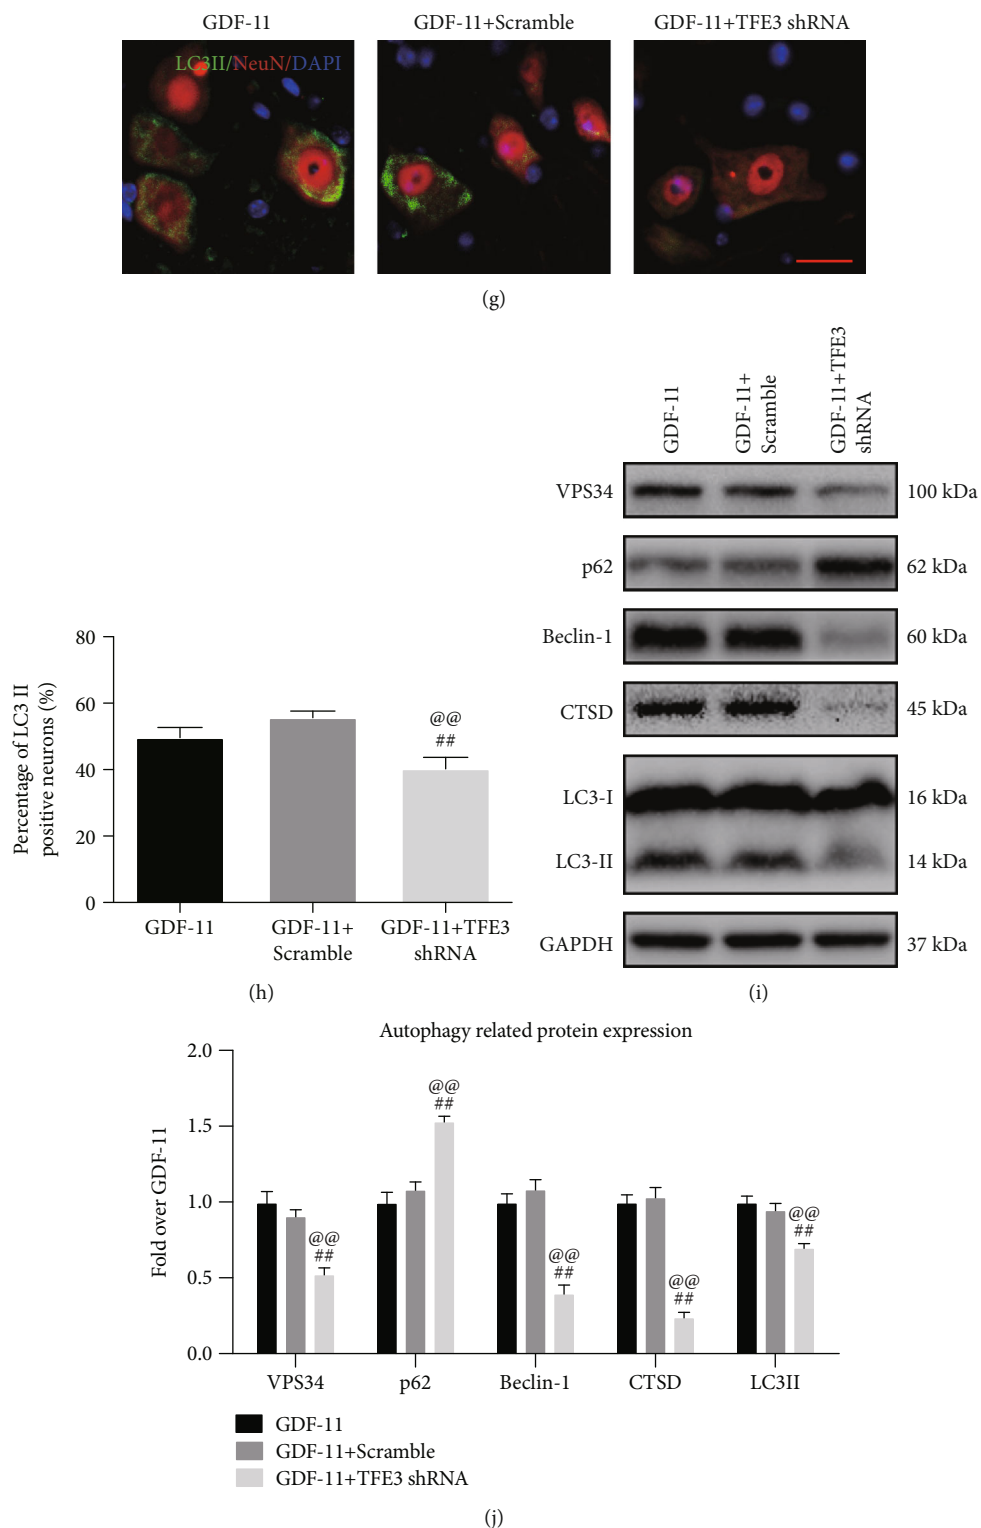 GDF-11
GDF-11+Scramble
GDF-11+TFE3 shRNA
LC3II/NeuN/DAPI
(g)
80
60
40
20
0
Percentage of LC3 II
positive neurons (%)
@@
##
GDF-11
GDF-11+
Scramble
GDF-11+TFE3
shRNA
(h)
GDF-11
GDF-11+
Scramble
GDF-11+TFE3
shRNA
VPS34
100 kDa
p62
62 kDa
Beclin-1
60 kDa
CTSD
45 kDa
LC3-I
16 kDa
LC3-II
14 kDa
GAPDH
37 kDa
(i)
Autophagy related protein expression
2.0
1.5
1.0
0.5
0.0
Fold over GDF-11
@@
##
@@
##
@@
##
@@
##
@@
##
VPS34
p62
Beclin-1
CTSD
LC3II
GDF-11
GDF-11+Scramble
GDF-11+TFE3 shRNA
(j)